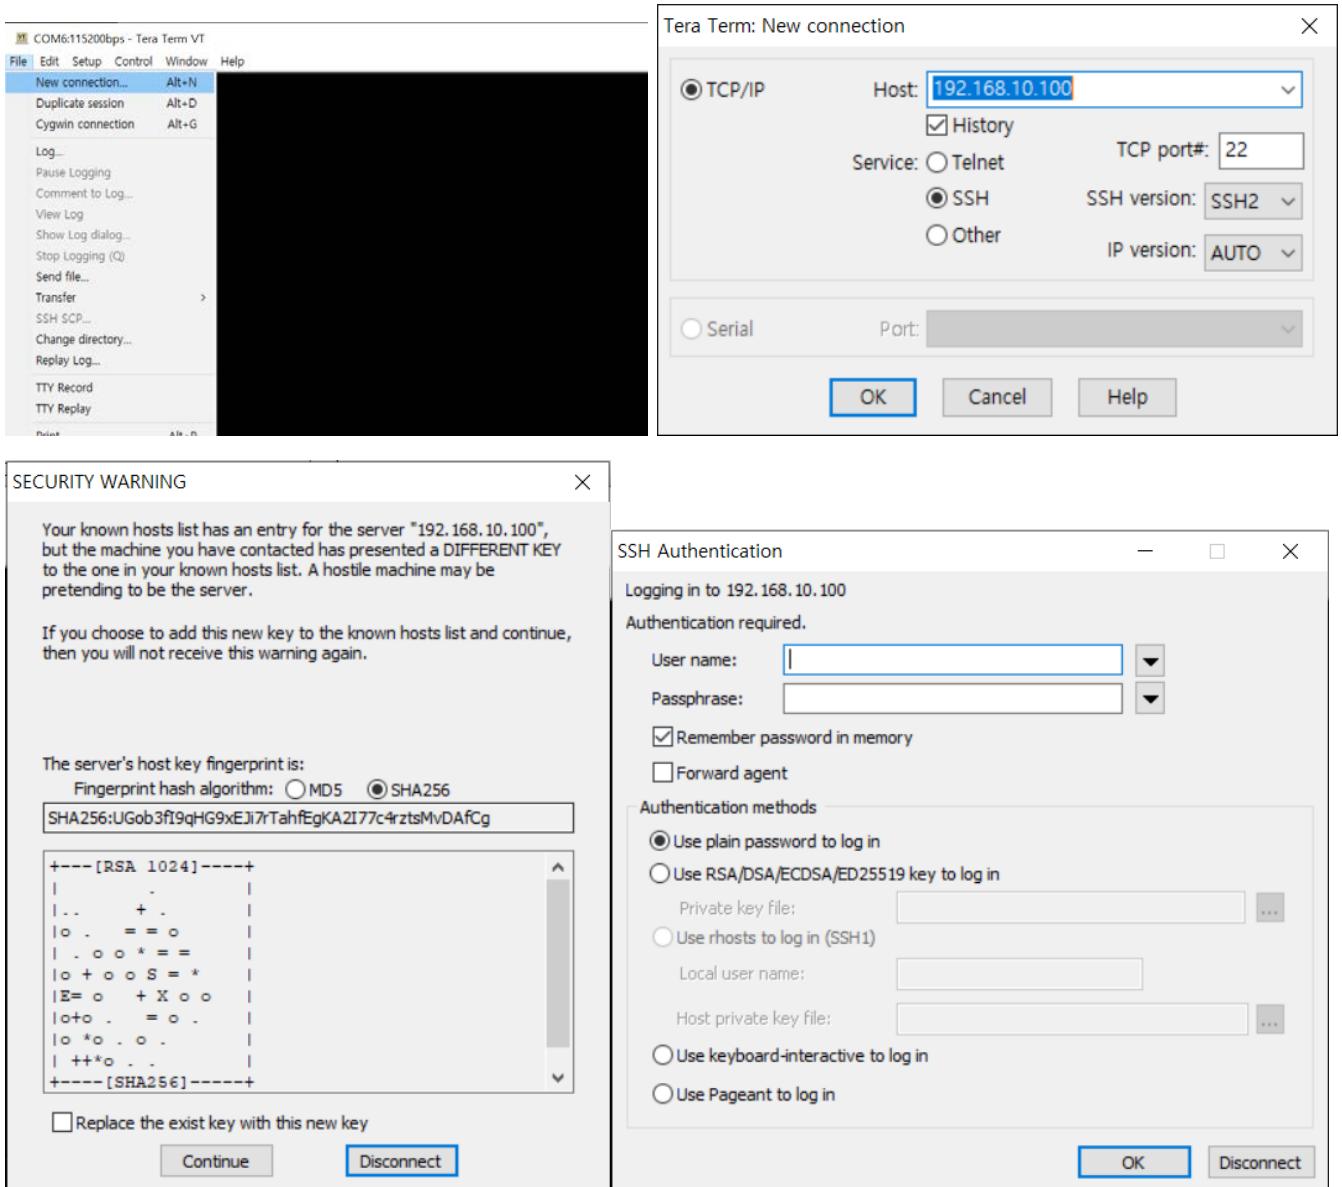 COM6:115200bps - Tera Term VT
File Edit Setup Control Window Help
New connection... Alt+N
Duplicate session Alt+D
Cygwin connection Alt+G
Log...
Pause Logging
Comment to Log...
View Log
Show Log dialog...
Stop Logging (Q)
Send file...
Transfer >
SSH SCP...
Change directory...
Replay Log...
TTY Record
TTY Replay
Print... Alt+P
Tera Term: New connection
TCP/IP Host: 192.168.10.100
History
TCP port#: 22
Service: Telnet
SSH SSH version: SSH2
Other IP version: AUTO
Serial Port:
OK Cancel Help
SECURITY WARNING
Your known hosts list has an entry for the server "192.168.10.100",
but the machine you have contacted has presented a DIFFERENT KEY
to the one in your known hosts list. A hostile machine may be
pretending to be the server.
If you choose to add this new key to the known hosts list and continue,
then you will not receive this warning again.
The server's host key fingerprint is:
Fingerprint hash algorithm: MD5 SHA256
SHA256:UGob3fI9qHG9xEJi7rTahfEgKA2I77c4rztsMvDAfCg
+---[RSA 1024]----+
|        .        |
|..     + .       |
|o .   = = o      |
| . o o * = =     |
|o + o o S = *    |
|E= o   + X o o   |
|o+o .   = o .    |
|o *o . o .       |
| ++*o . .        |
+----[SHA256]-----+
Replace the exist key with this new key
Continue Disconnect
SSH Authentication
Logging in to 192.168.10.100
Authentication required.
User name:
Passphrase:
Remember password in memory
Forward agent
Authentication methods
Use plain password to log in
Use RSA/DSA/ECDSA/ED25519 key to log in
Private key file: ...
Use rhosts to log in (SSH1)
Local user name:
Host private key file: ...
Use keyboard-interactive to log in
Use Pageant to log in
OK Disconnect